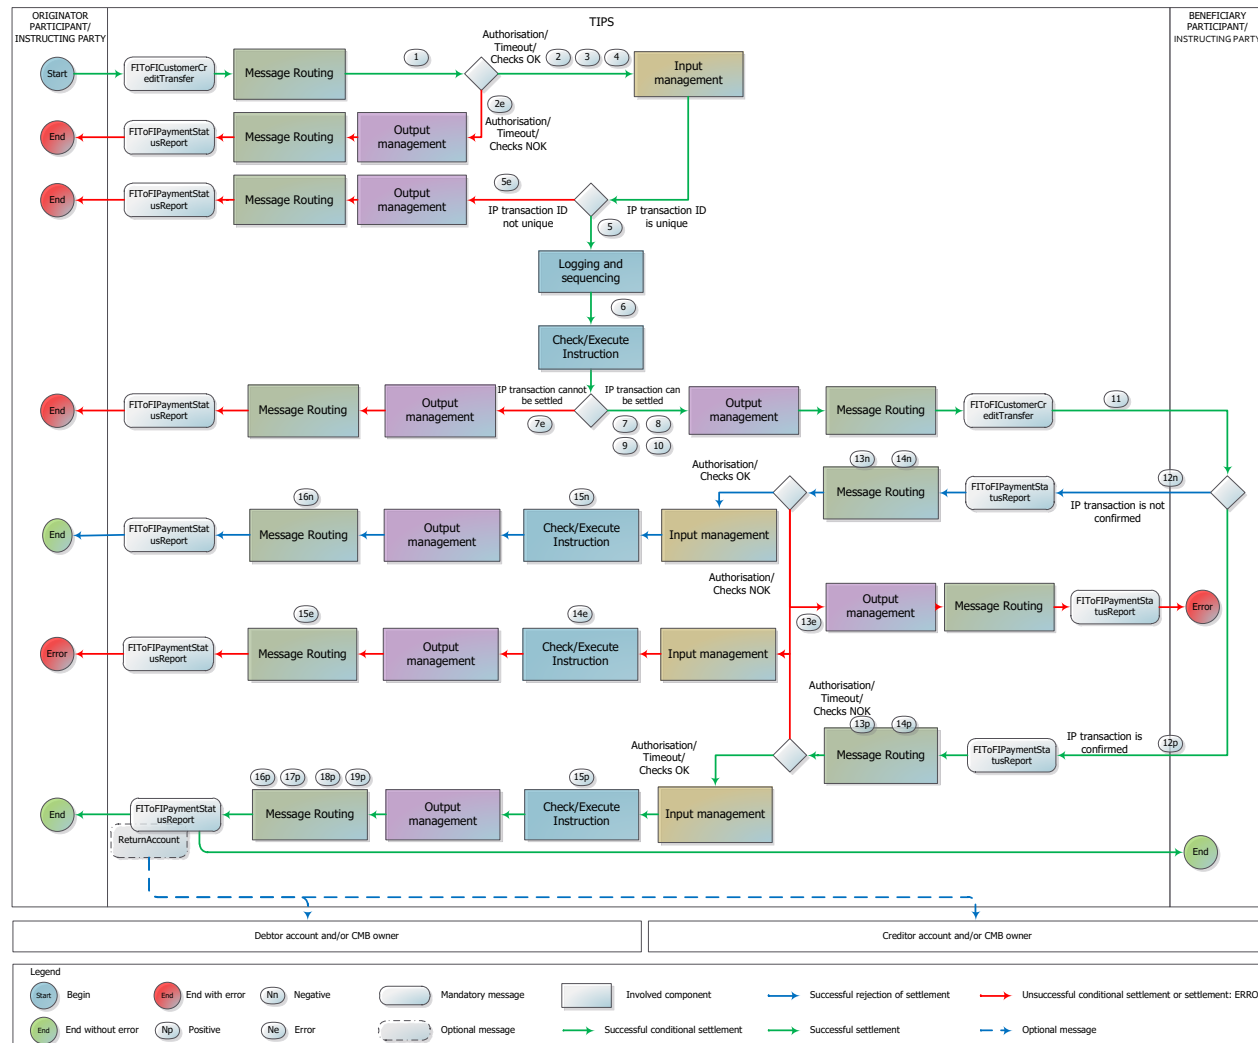 ORIGINATOR
PARTICIPANT/
INSTRUCTING PARTY
TIPS
BENEFICIARY
PARTICIPANT/
INSTRUCTING PARTY
Start
FIToFICustomerCr
editTransfer
Message Routing
1
Authorisation/
Timeout/
Checks OK
2
3
4
Input
management
2e
Authorisation/
Timeout/
Checks NOK
End
FIToFIPaymentStat
usReport
Message Routing
Output
management
End
FIToFIPaymentStat
usReport
Message Routing
Output
management
5e
IP transaction ID
not unique
IP transaction ID
is unique
5
Logging and
sequencing
6
Check/Execute
Instruction
End
FIToFIPaymentStat
usReport
Message Routing
Output
management
IP transaction cannot
be settled
7e
IP transaction can
be settled
7
8
9
10
Output
management
Message Routing
FIToFICustomerCr
editTransfer
11
Authorisation/
Checks OK
13n
14n
Message Routing
FIToFIPaymentSta
tusReport
12n
IP transaction is not
confirmed
End
FIToFIPaymentStat
usReport
16n
Message Routing
Output
management
15n
Check/Execute
Instruction
Input management
Authorisation/
Checks NOK
13e
Output
management
Message Routing
FIToFIPaymentSta
tusReport
Error
Error
FIToFIPaymentStat
usReport
15e
Message Routing
Output
management
14e
Check/Execute
Instruction
Input management
Authorisation/
Timeout/
Checks NOK
13p
14p
Message Routing
FIToFIPaymentSta
tusReport
IP transaction is
confirmed
12p
Authorisation/
Timeout/
Checks OK
End
FIToFIPaymentStat
usReport
ReturnAccount
16p
17p
18p
19p
Message Routing
Output
management
15p
Check/Execute
Instruction
Input management
End
Debtor account and/or CMB owner
Creditor account and/or CMB owner
Legend
Start
Begin
End
End with error
Nn
Negative
Mandatory message
Involved component
Successful rejection of settlement
Unsuccessful conditional settlement or settlement: ERRO
End
End without error
Np
Positive
Ne
Error
Optional message
Successful conditional settlement
Successful settlement
Optional message